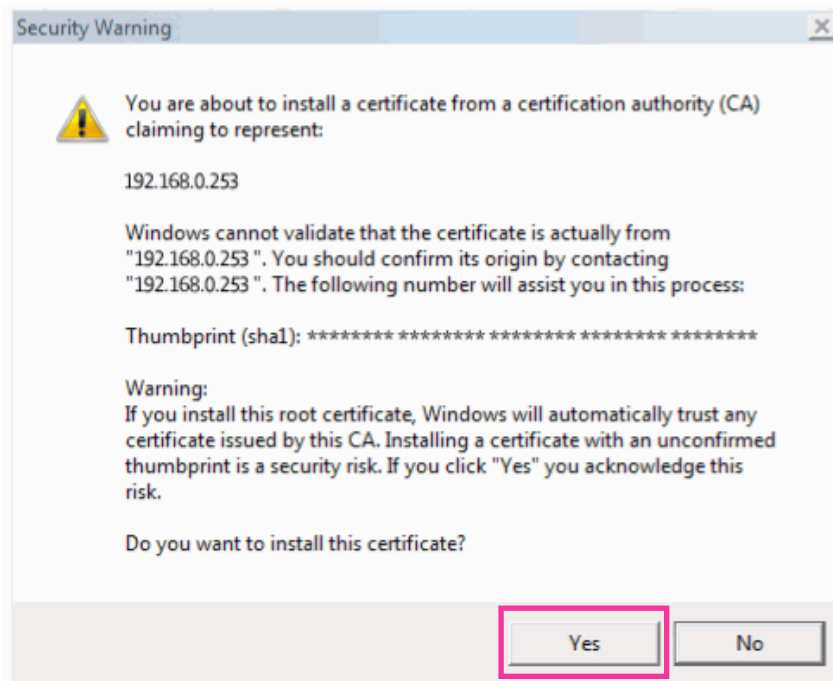 Security Warning
You are about to install a certificate from a certification authority (CA)
claiming to represent:
192.168.0.253
Windows cannot validate that the certificate is actually from
"192.168.0.253 ". You should confirm its origin by contacting
"192.168.0.253 ". The following number will assist you in this process:
Thumbprint (sha1): ******** ******** ******** ******** ********
Warning:
If you install this root certificate, Windows will automatically trust any
certificate issued by this CA. Installing a certificate with an unconfirmed
thumbprint is a security risk. If you click "Yes" you acknowledge this
risk.
Do you want to install this certificate?
Yes
No